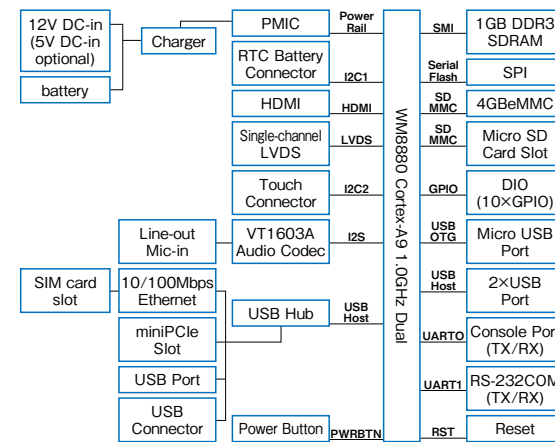 12V DC-in
(5V DC-in
optional)
battery
Charger
PMIC
Power
Rail
RTC Battery
Connector
I2C1
HDMI
HDMI
Single-channel
LVDS
LVDS
Touch
Connector
I2C2
Line-out
Mic-in
VT1603A
Audio Codec
I2S
SIM card
slot
10/100Mbps
Ethernet
miniPCIe
Slot
USB Port
USB
Connector
USB Hub
USB
Host
Power Button
PWRBTN
WM8880 Cortex-A9 1.0GHz Dual
SMI
1GB DDR3
SDRAM
Serial
Flash
SPI
SD
MMC
4GBeMMC
SD
MMC
Micro SD
Card Slot
GPIO
DIO
(10×GPIO)
USB
OTG
Micro USB
Port
USB
Host
2×USB
Port
UARTO
Console Por
(TX/RX)
UART1
RS-232COM
(TX/RX)
RST
Reset